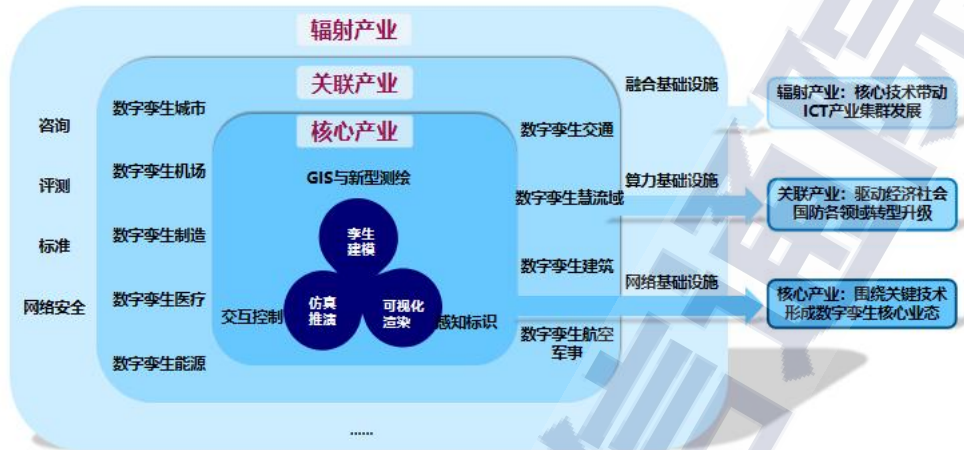 辐射产业
关联产业
核心产业
GIS与新型测绘
孪生
建模
仿真
推演
可视化
渲染
交互控制
感知标识
咨询
评测
标准
网络安全
数字孪生城市
数字孪生机场
数字孪生制造
数字孪生医疗
数字孪生能源
数字孪生交通
数字孪生慧流域
数字孪生建筑
数字孪生航空
军事
融合基础设施
算力基础设施
网络基础设施
......
辐射产业：核心技术带动
ICT产业集群发展
关联产业：驱动经济社会
国防各领域转型升级
核心产业：围绕关键技术
形成数字孪生核心业态